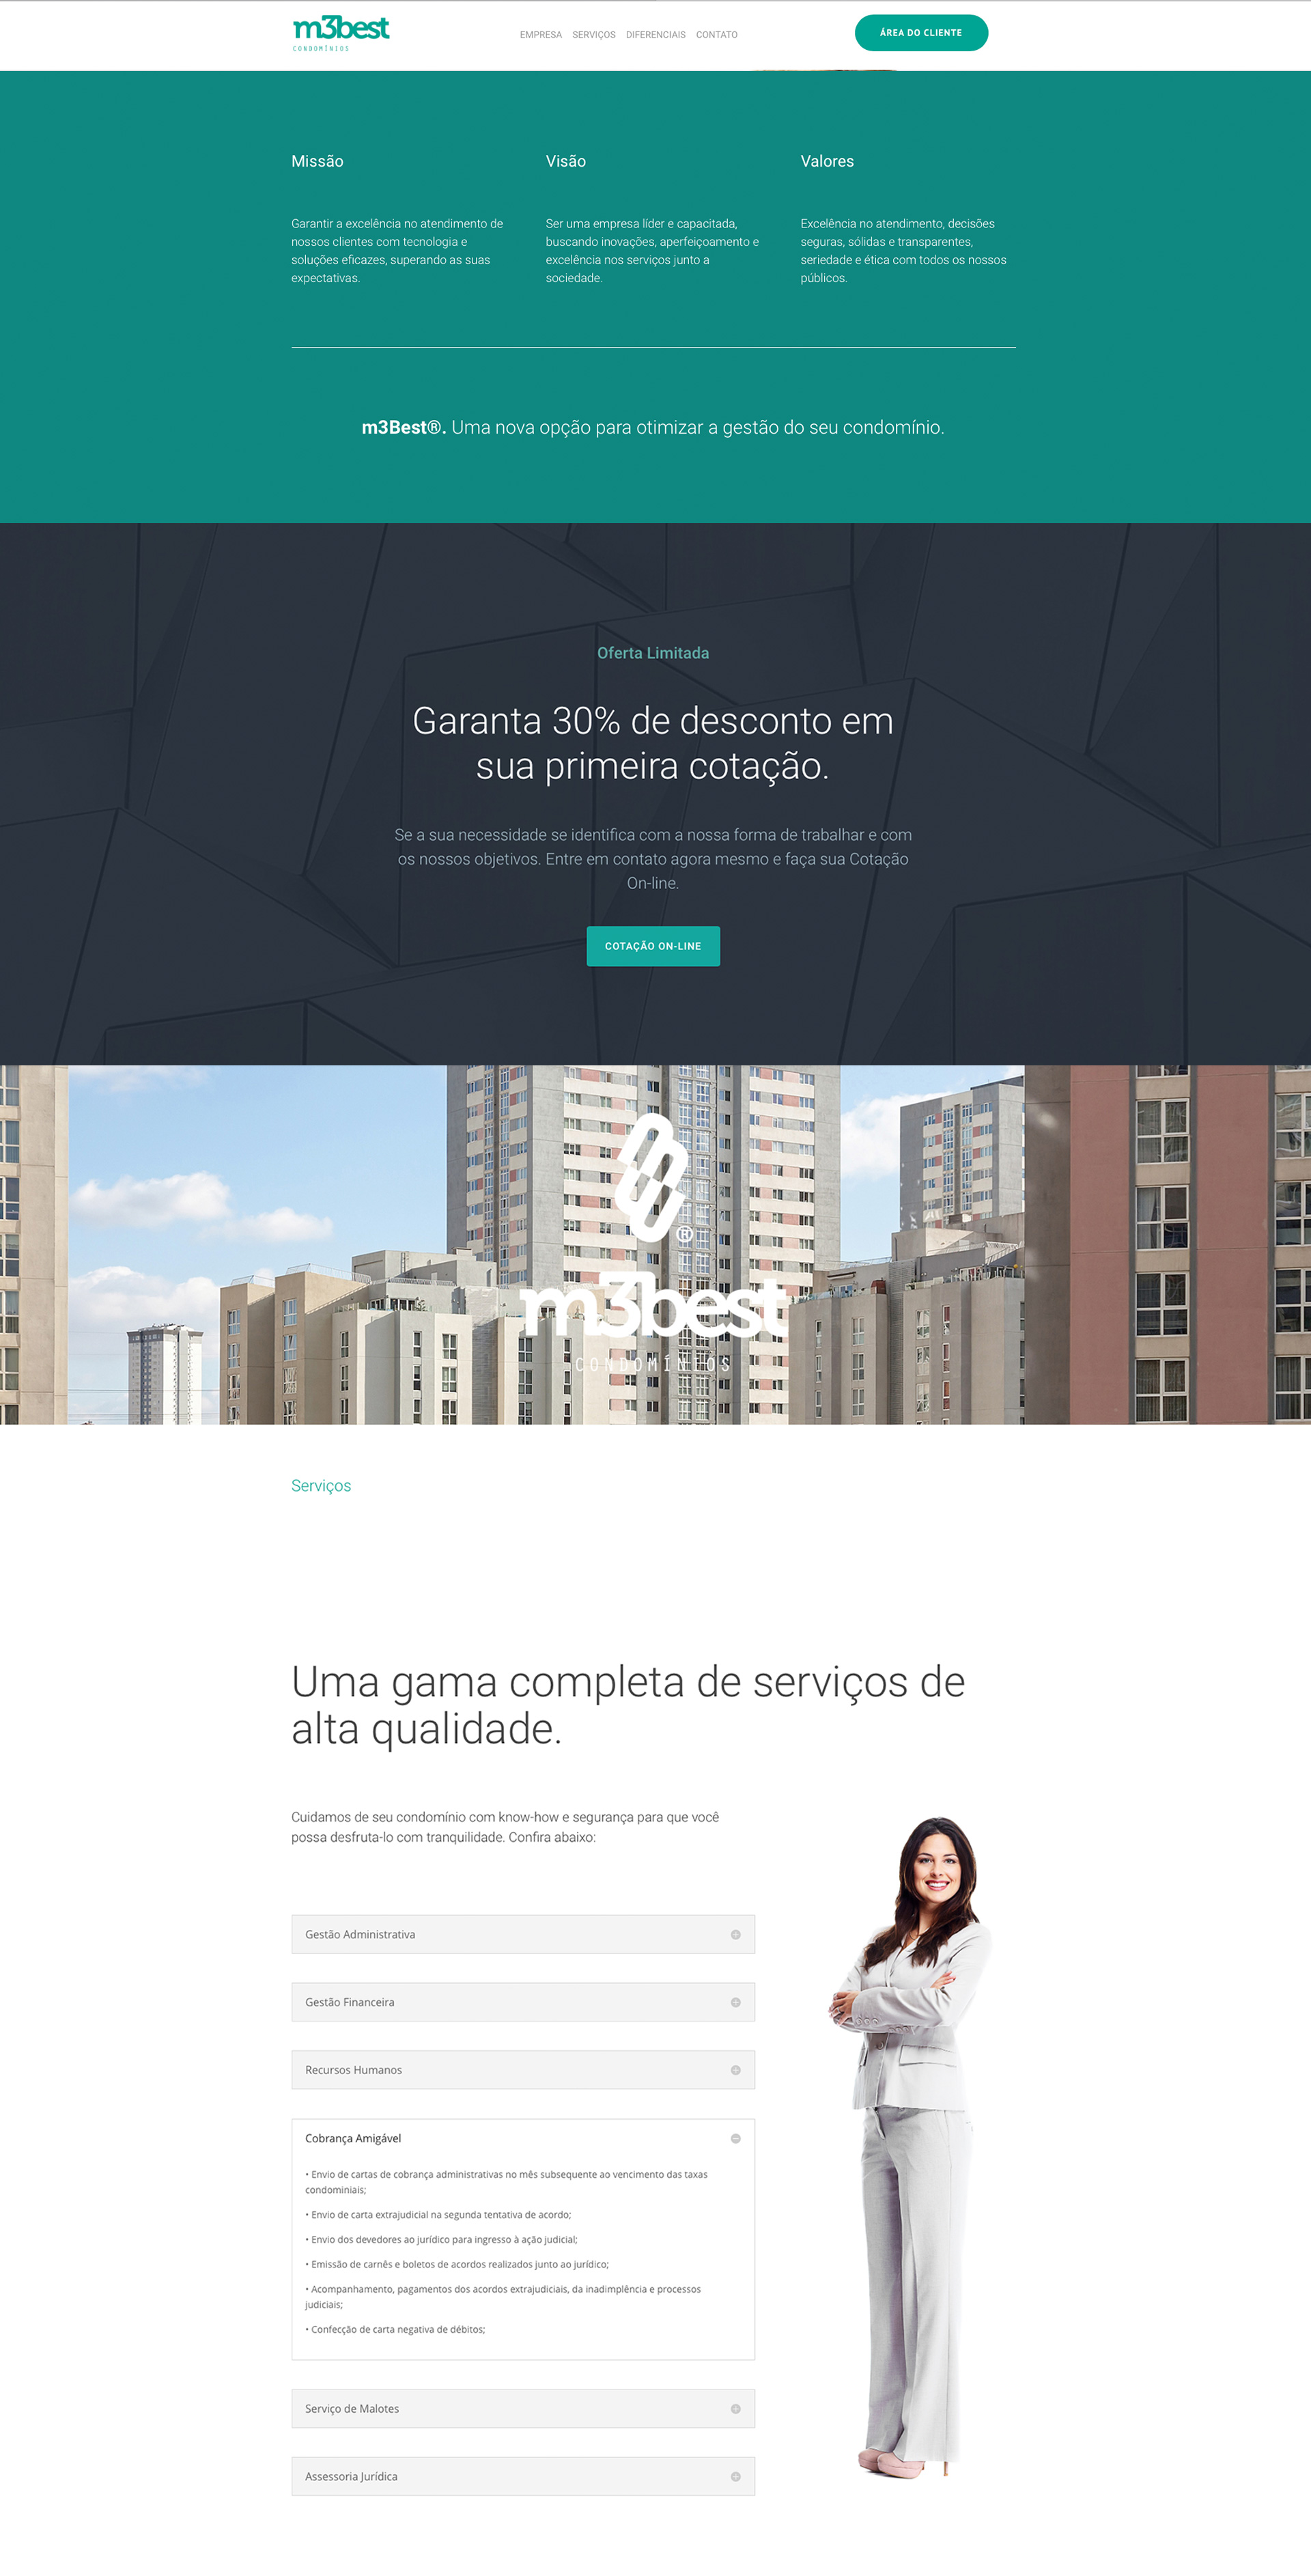 m3best
CONDOMÍNIOS
EMPRESA SERVIÇOS DIFERENCIAIS CONTATO
ÁREA DO CLIENTE
Missão
Garantir a excelência no atendimento de
nossos clientes com tecnologia e
soluções eficazes, superando as suas
expectativas.
Visão
Ser uma empresa líder e capacitada,
buscando inovações, aperfeiçoamento e
excelência nos serviços junto a
sociedade.
Valores
Excelência no atendimento, decisões
seguras, sólidas e transparentes,
seriedade e ética com todos os nossos
públicos.
m3Best®. Uma nova opção para otimizar a gestão do seu condomínio.
Oferta Limitada
Garanta 30% de desconto em
sua primeira cotação.
Se a sua necessidade se identifica com a nossa forma de trabalhar e com
os nossos objetivos. Entre em contato agora mesmo e faça sua Cotação
On-line.
COTAÇÃO ON-LINE
®
m3best
CONDOMÍNIOS
Serviços
Uma gama completa de serviços de
alta qualidade.
Cuidamos de seu condomínio com know-how e segurança para que você
possa desfruta-lo com tranquilidade. Confira abaixo:
Gestão Administrativa
Gestão Financeira
Recursos Humanos
Cobrança Amigável
• Envio de cartas de cobrança administrativas no mês subsequente ao vencimento das taxas
condominiais;
• Envio de carta extrajudicial na segunda tentativa de acordo;
• Envio dos devedores ao jurídico para ingresso à ação judicial;
• Emissão de carnês e boletos de acordos realizados junto ao jurídico;
• Acompanhamento, pagamentos dos acordos extrajudiciais, da inadimplência e processos
judiciais;
• Confecção de carta negativa de débitos;
Serviço de Malotes
Assessoria Jurídica